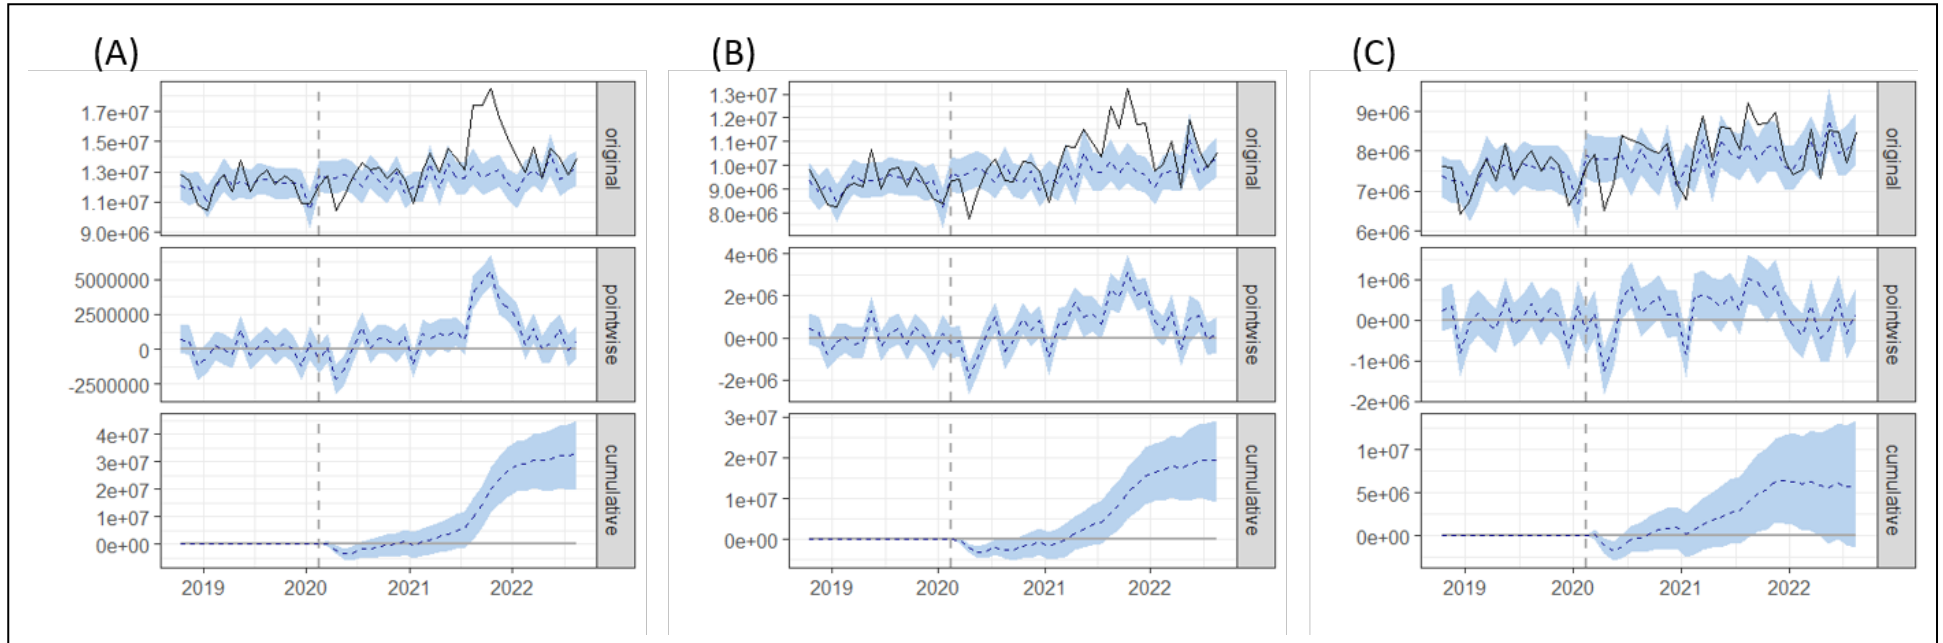 (A)
1.7e+07
1.5e+07
1.3e+07
1.1e+07
9.0e+06
original
5000000
2500000
0
-2500000
pointwise
4e+07
3e+07
2e+07
1e+07
0e+00
cumulative
2019 2020 2021 2022
(B)
1.3e+07
1.2e+07
1.1e+07
1.0e+07
9.0e+06
8.0e+06
original
4e+06
2e+06
0e+00
-2e+06
pointwise
3e+07
2e+07
1e+07
0e+00
cumulative
2019 2020 2021 2022
(C)
9e+06
8e+06
7e+06
6e+06
original
1e+06
0e+00
-1e+06
-2e+06
pointwise
1e+07
5e+06
0e+00
cumulative
2019 2020 2021 2022